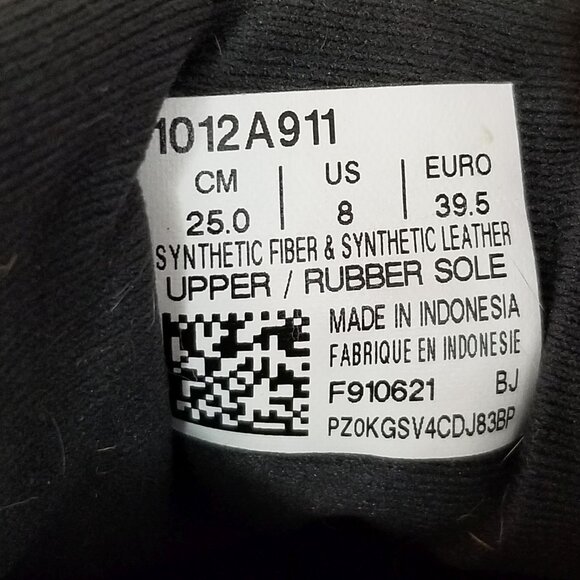 1012A911
CM | US | EURO
25.0 | 8 | 39.5
SYNTHETIC FIBER & SYNTHETIC LEATHER
UPPER / RUBBER SOLE
MADE IN INDONESIA
FABRIQUE EN INDONESIE
F910621 BJ
PZ0KGSV4CDJ83BP